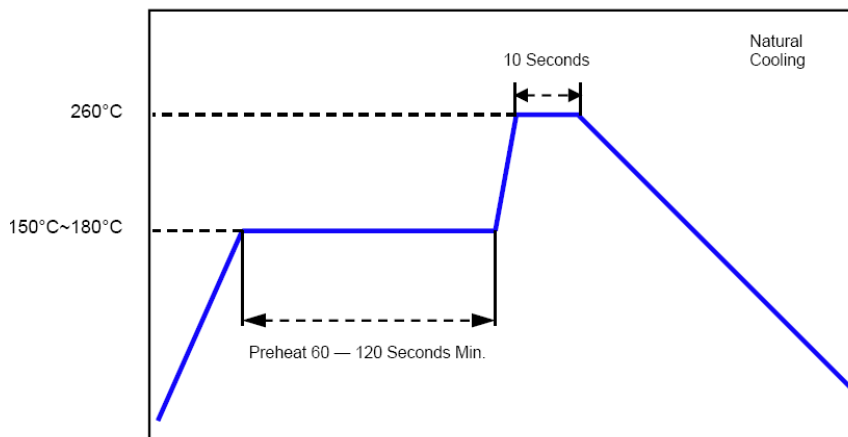 Natural
Cooling
10 Seconds
260°C
150°C~180°C
Preheat 60 — 120 Seconds Min.